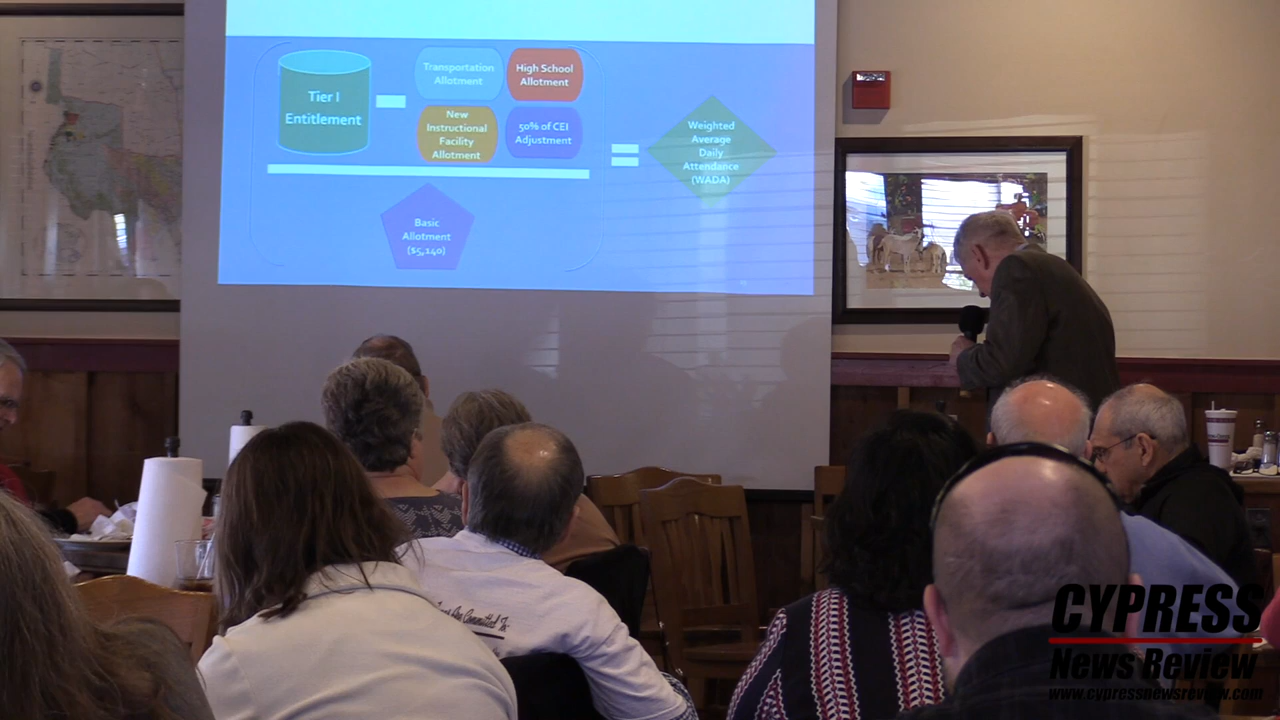 Tier I
Entitlement
Transportation
Allotment
High School
Allotment
New
Instructional
Facility
Allotment
50% of CEI
Adjustment
Weighted
Average
Daily
Attendance
(WADA)
Basic
Allotment
($5,140)
CYPRESS
News Review
www.cypressnewsreview.com